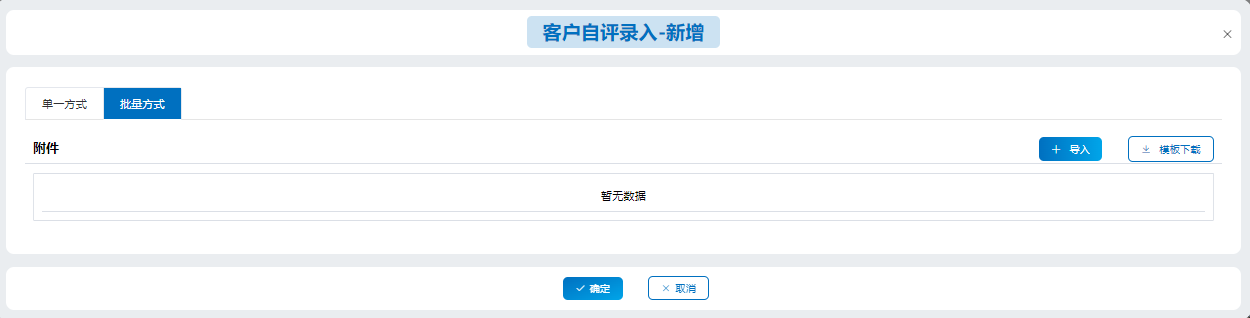 客户自评录入-新增
单一方式 批量方式
附件 导入 模板下载
暂无数据
确定 取消